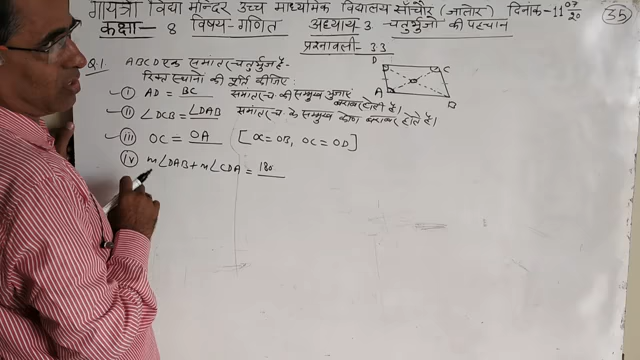 गायत्री विद्या मन्दिर उच्च माध्यमिक विद्यालय सांचौर (जालोर) दिनांक-11 07/20 35
कक्षा- 8 विषय-गणित अध्याय-3 चतुर्भुजों की पहचान
प्रश्नावली- 3.3
Q.1 ABCD एक समांतर चतुर्भुज है-
रिक्त स्थानों की पूर्ति कीजिए:
(i) AD = BC समांतर च. की सम्मुख भुजाएं बराबर होती हैं।
(ii) ∠DCB = ∠DAB समांतर च. के सम्मुख कोण बराबर होते हैं।
(iii) OC = OA [OC = OB, OC = OD]
(iv) m∠DAB + m∠CDA = 180
D C
A B